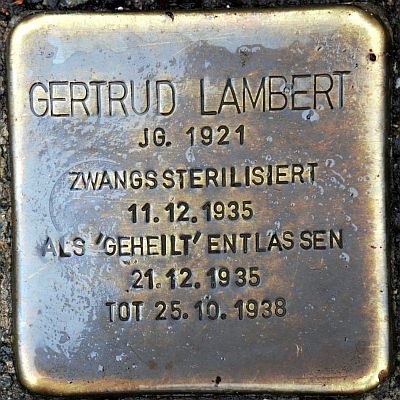 GERTRUD LAMBERT
JG. 1921
ZWANGSSTERILISIERT
11.12.1935
ALS 'GEHEILT' ENTLASSEN
21.12.1935
TOT 25.10.1938